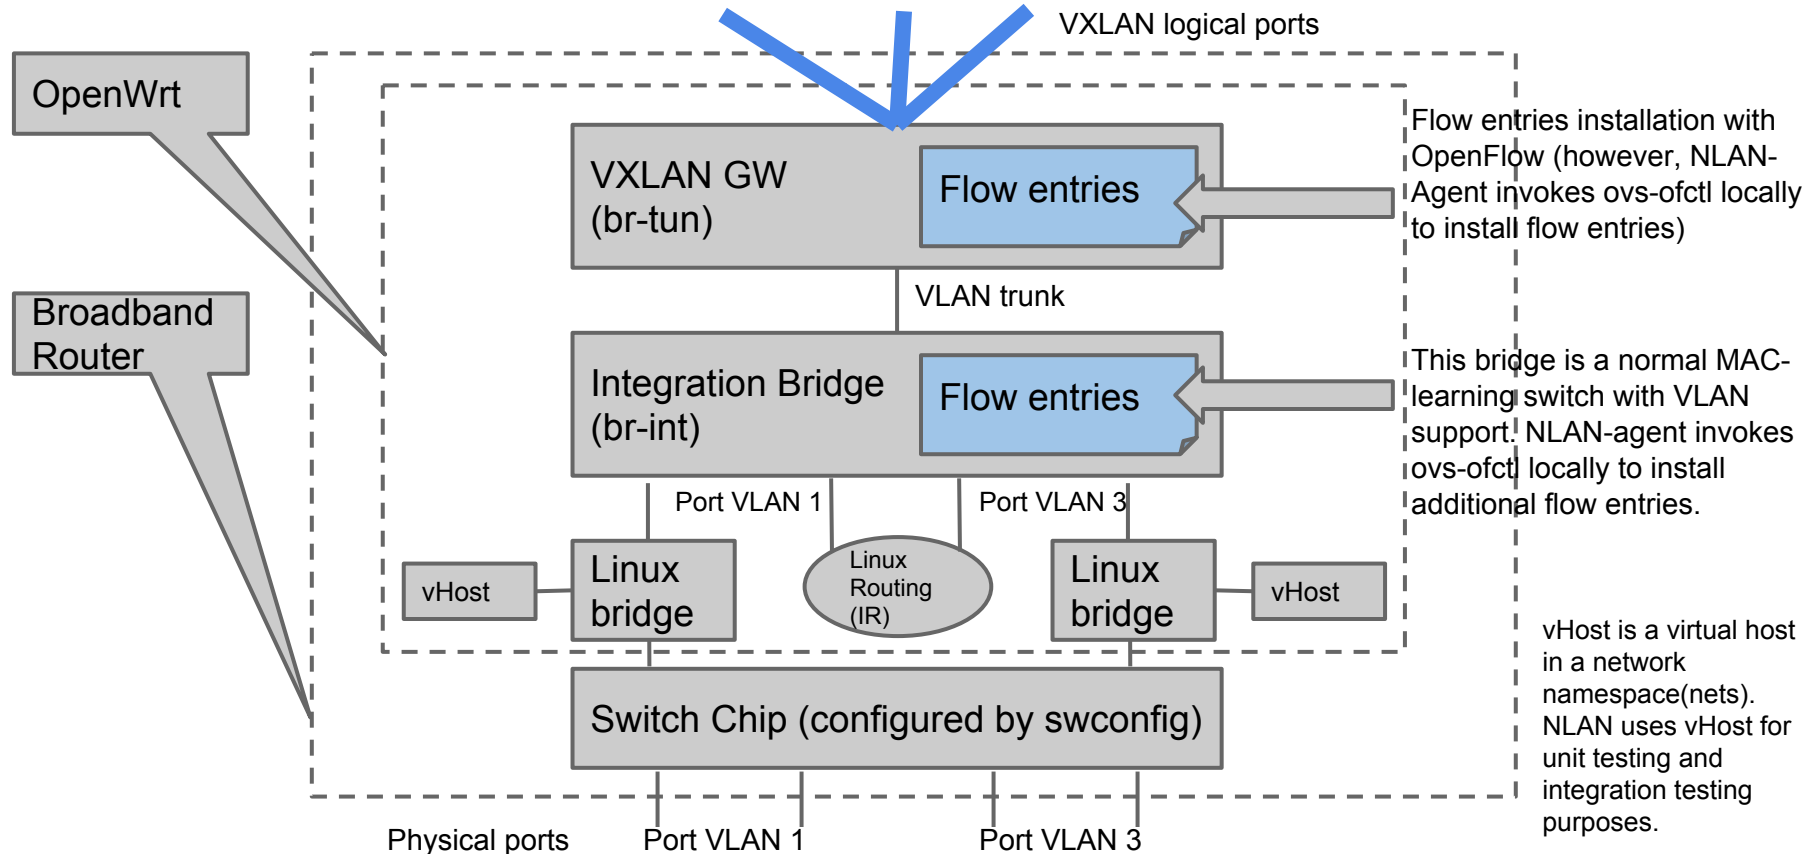 VXLAN logical ports
OpenWrt
Flow entries installation with
OpenFlow (however, NLAN-
Agent invokes ovs-ofctl locally
to install flow entries)
VXLAN GW
(br-tun)
Flow entries
VLAN trunk
Broadband
Router
Integration Bridge
(br-int)
Flow entries
This bridge is a normal MAC-
learning switch with VLAN
support. NLAN-agent invokes
ovs-ofctl locally to install
additional flow entries.
Port VLAN 1
Port VLAN 3
vHost
Linux
bridge
Linux
Routing
(IR)
Linux
bridge
vHost
vHost is a virtual host
in a network
namespace(nets).
NLAN uses vHost for
unit testing and
integration testing
purposes.
Switch Chip (configured by swconfig)
Physical ports
Port VLAN 1
Port VLAN 3